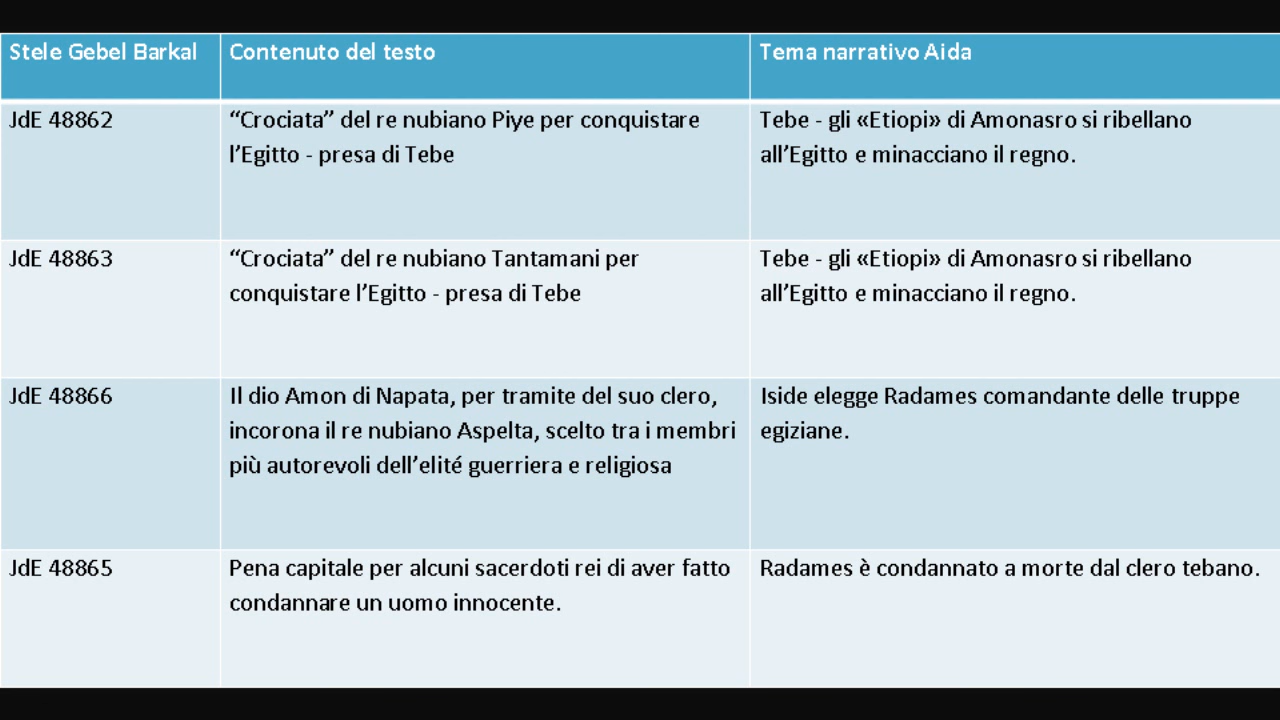 Stele Gebel Barkal
Contenuto del testo
Tema narrativo Aida
JdE 48862
“Crociata” del re nubiano Piye per conquistare
l’Egitto - presa di Tebe
Tebe - gli «Etiopi» di Amonasro si ribellano
all’Egitto e minacciano il regno.
JdE 48863
“Crociata” del re nubiano Tantamani per
conquistare l’Egitto - presa di Tebe
Tebe - gli «Etiopi» di Amonasro si ribellano
all’Egitto e minacciano il regno.
JdE 48866
Il dio Amon di Napata, per tramite del suo clero,
incorona il re nubiano Aspelta, scelto tra i membri
più autorevoli dell’elité guerriera e religiosa
Iside elegge Radames comandante delle truppe
egiziane.
JdE 48865
Pena capitale per alcuni sacerdoti rei di aver fatto
condannare un uomo innocente.
Radames è condannato a morte dal clero tebano.